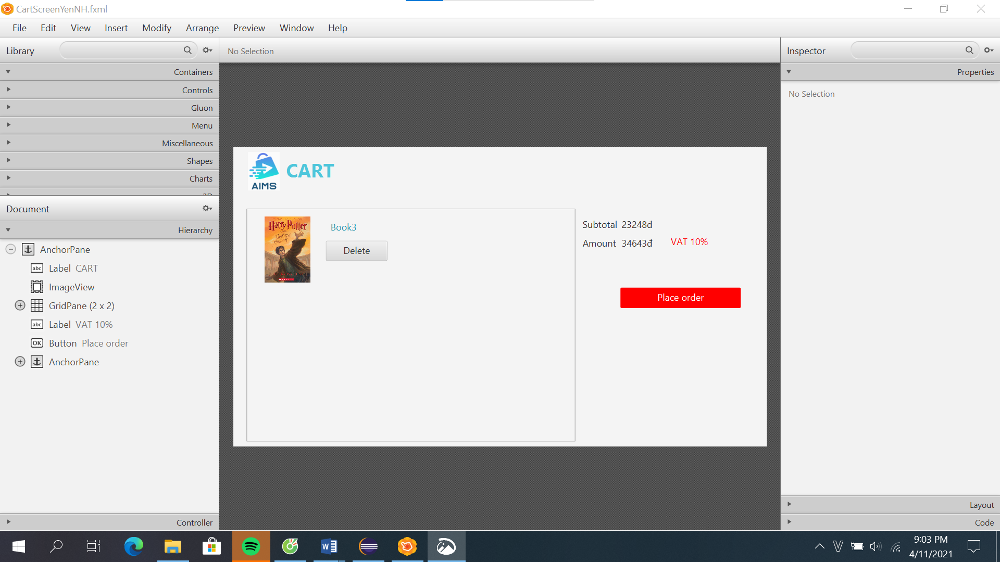 CartScreenYenNH.fxml
File Edit View Insert Modify Arrange Preview Window Help
Library
No Selection
Inspector
Containers
Controls
Gluon
Menu
Miscellaneous
Shapes
Charts
Document
Hierarchy
AnchorPane
Label CART
ImageView
GridPane (2 x 2)
Label VAT 10%
Button Place order
AnchorPane
Controller
AIMS
CART
Harry Potter
Book3
Delete
Subtotal 23248đ
Amount 34643đ VAT 10%
Place order
Properties
No Selection
Layout
Code
9:03 PM
4/11/2021